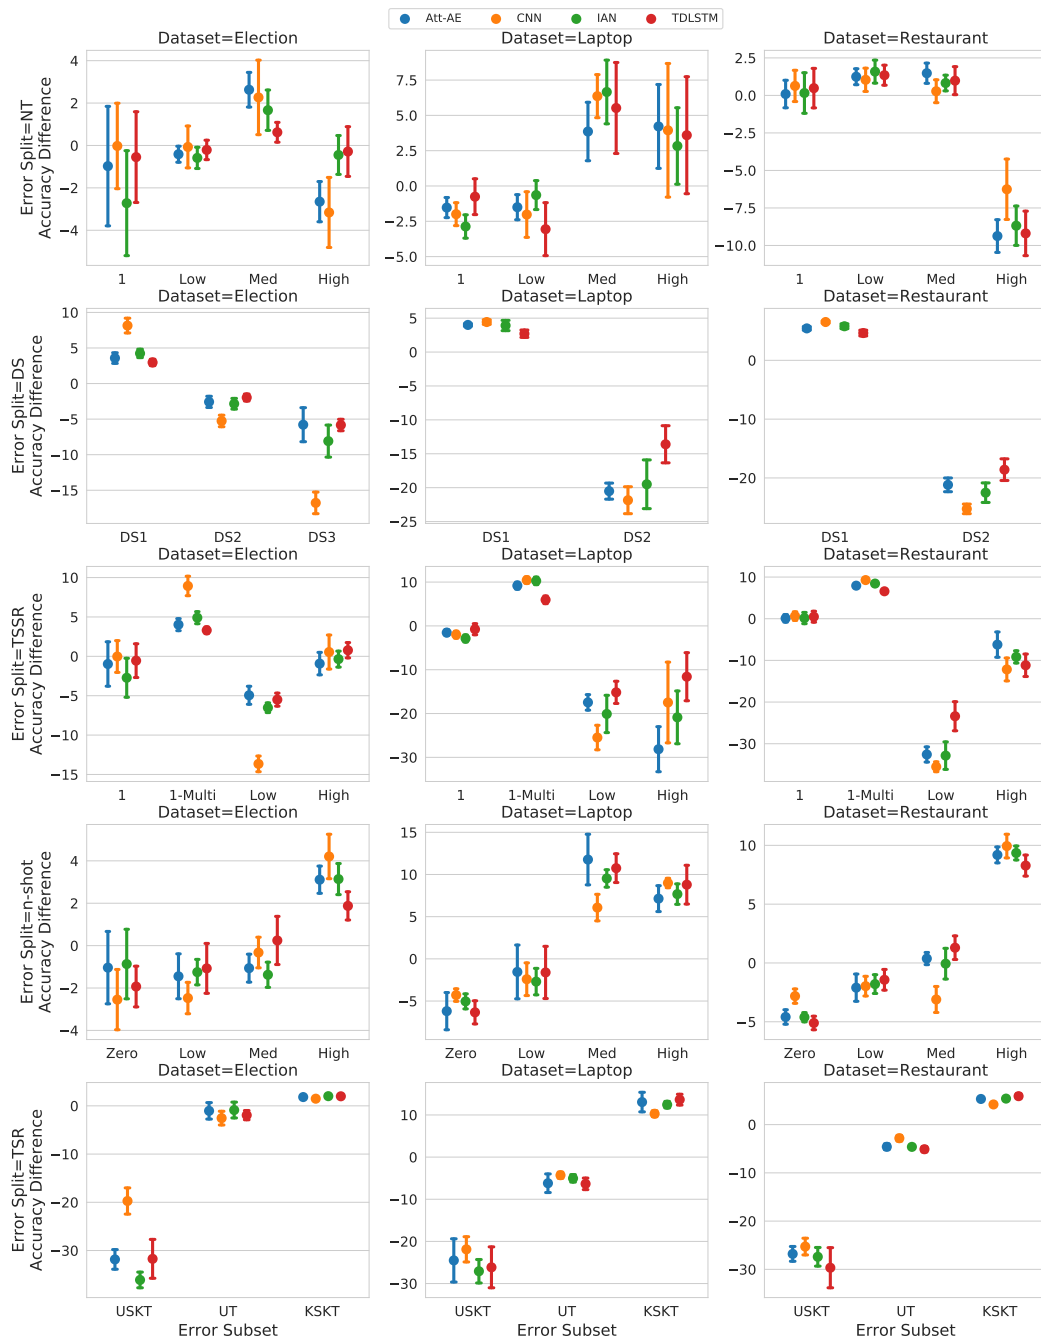 Att-AE CNN IAN TDLSTM
Dataset=Election Dataset=Laptop Dataset=Restaurant
Error Split=NT
Accuracy Difference
4 2 0 −2 −4
7.5 5.0 2.5 0.0 −2.5 −5.0
2.5 0.0 −2.5 −5.0 −7.5 −10.0
1 Low Med High 1 Low Med High 1 Low Med High
Dataset=Election Dataset=Laptop Dataset=Restaurant
Error Split=DS
Accuracy Difference
10 5 0 −5 −10 −15
5 0 −5 −10 −15 −20 −25
0 −10 −20
DS1 DS2 DS3 DS1 DS2 DS1 DS2
Dataset=Election Dataset=Laptop Dataset=Restaurant
Error Split=TSSR
Accuracy Difference
10 5 0 −5 −10 −15
10 0 −10 −20 −30
10 0 −10 −20 −30
1 1-Multi Low High 1 1-Multi Low High 1 1-Multi Low High
Dataset=Election Dataset=Laptop Dataset=Restaurant
Error Split=n-shot
Accuracy Difference
4 2 0 −2 −4
15 10 5 0 −5
10 5 0 −5
Zero Low Med High Zero Low Med High Zero Low Med High
Dataset=Election Dataset=Laptop Dataset=Restaurant
Error Split=TSR
Accuracy Difference
0 −10 −20 −30
10 0 −10 −20 −30
0 −10 −20 −30
USKT UT KSKT USKT UT KSKT USKT UT KSKT
Error Subset Error Subset Error Subset